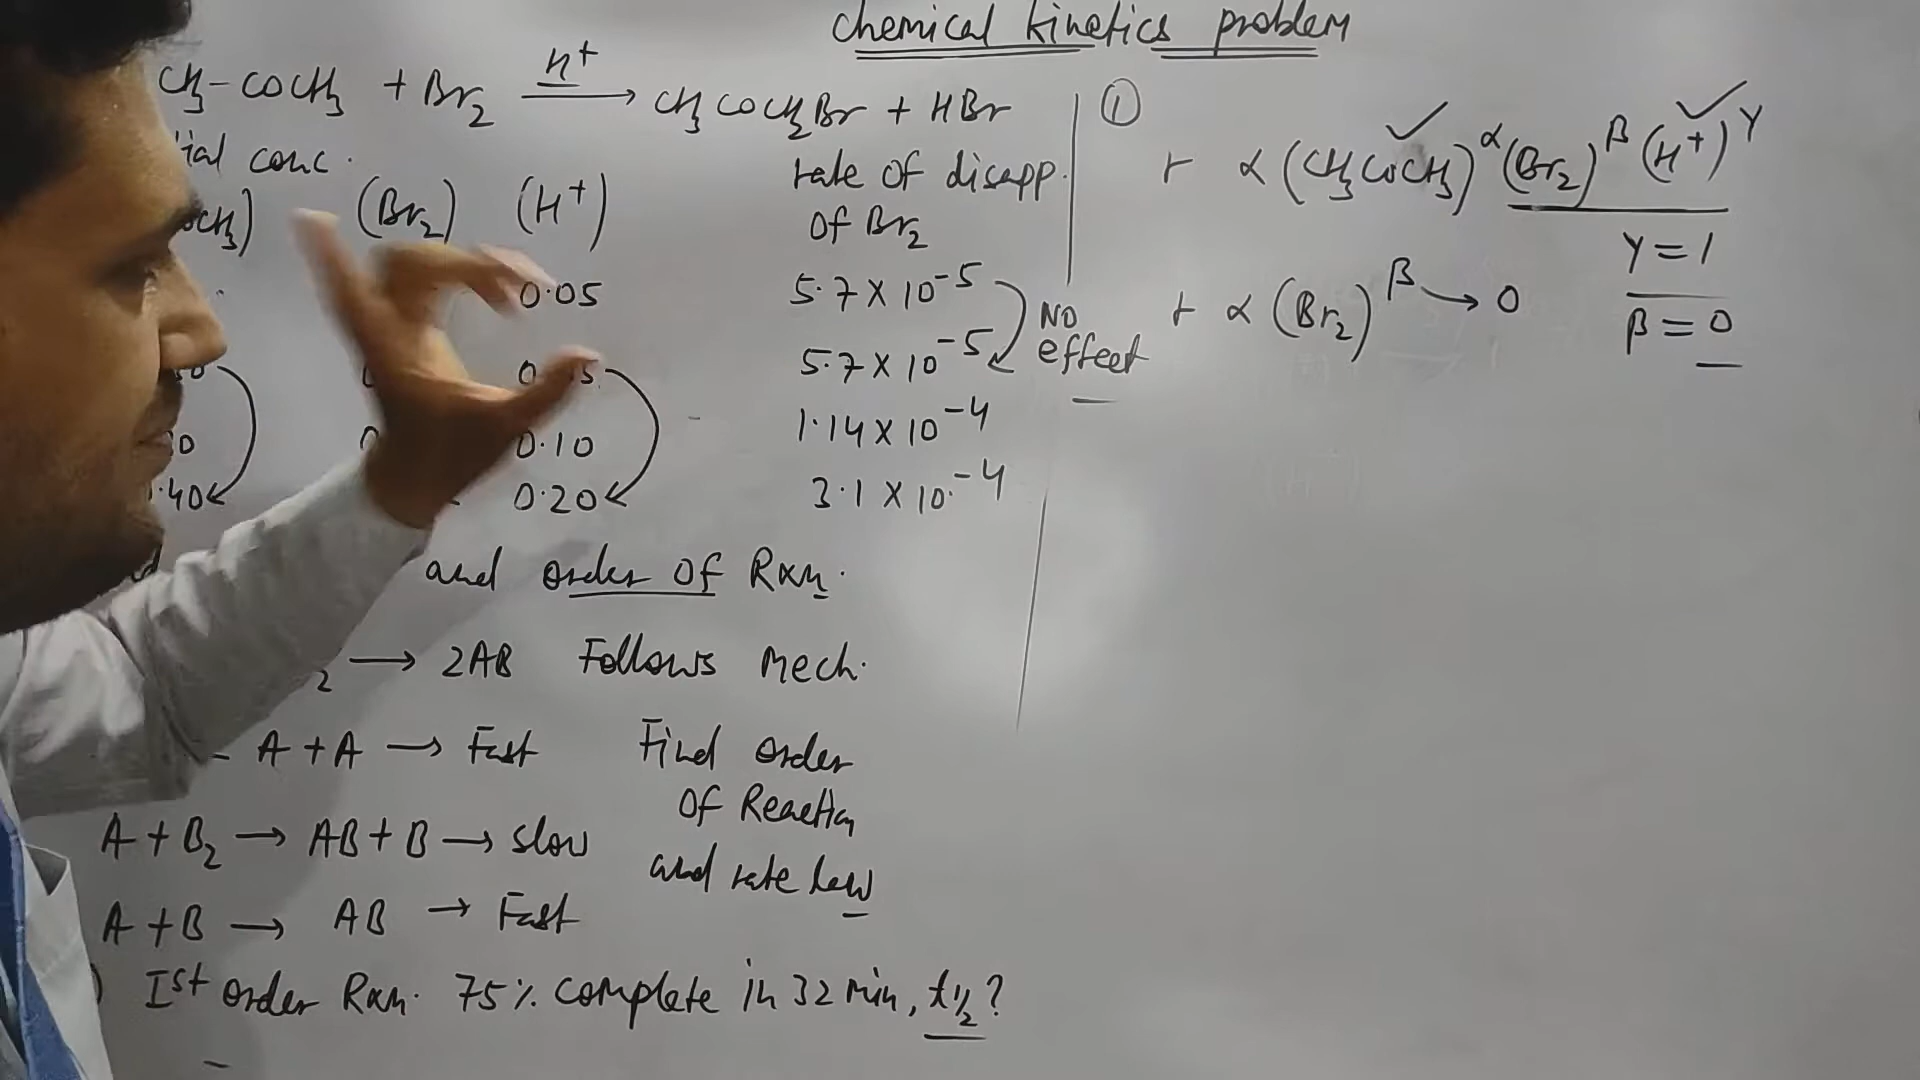 chemical kinetics problem
CH3-COCH3 + Br2 H+ → CH3COCH2Br + HBr
tial conc.
OCH3) (Br2) (H+) rate of disapp. of Br2
0.05 5.7 X 10-5
5.7 X 10-5
0.10 1.14 X 10-4
.40 0.20 3.1 X 10-4
No effect
and order of Rxn.
2 → 2AB Follows Mech.
A + A → Fast
A + B2 → AB + B → slow
A + B → AB → Fast
Find order
of Reaction
and rate law
) Ist order Rxn. 75% complete in 32 min, t1/2?
①
r α (CH3COCH3)α (Br2)β (H+)γ
γ = 1
r α (Br2)β → 0
β = 0